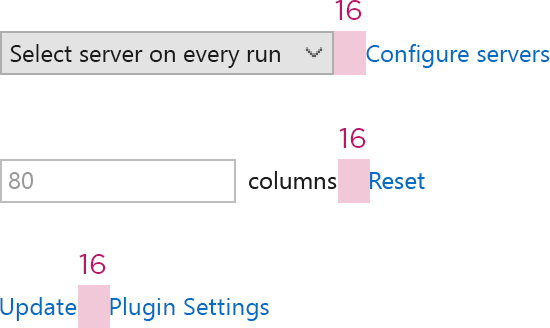 16
Select server on every run Configure servers
16
80 columns Reset
16
Update Plugin Settings